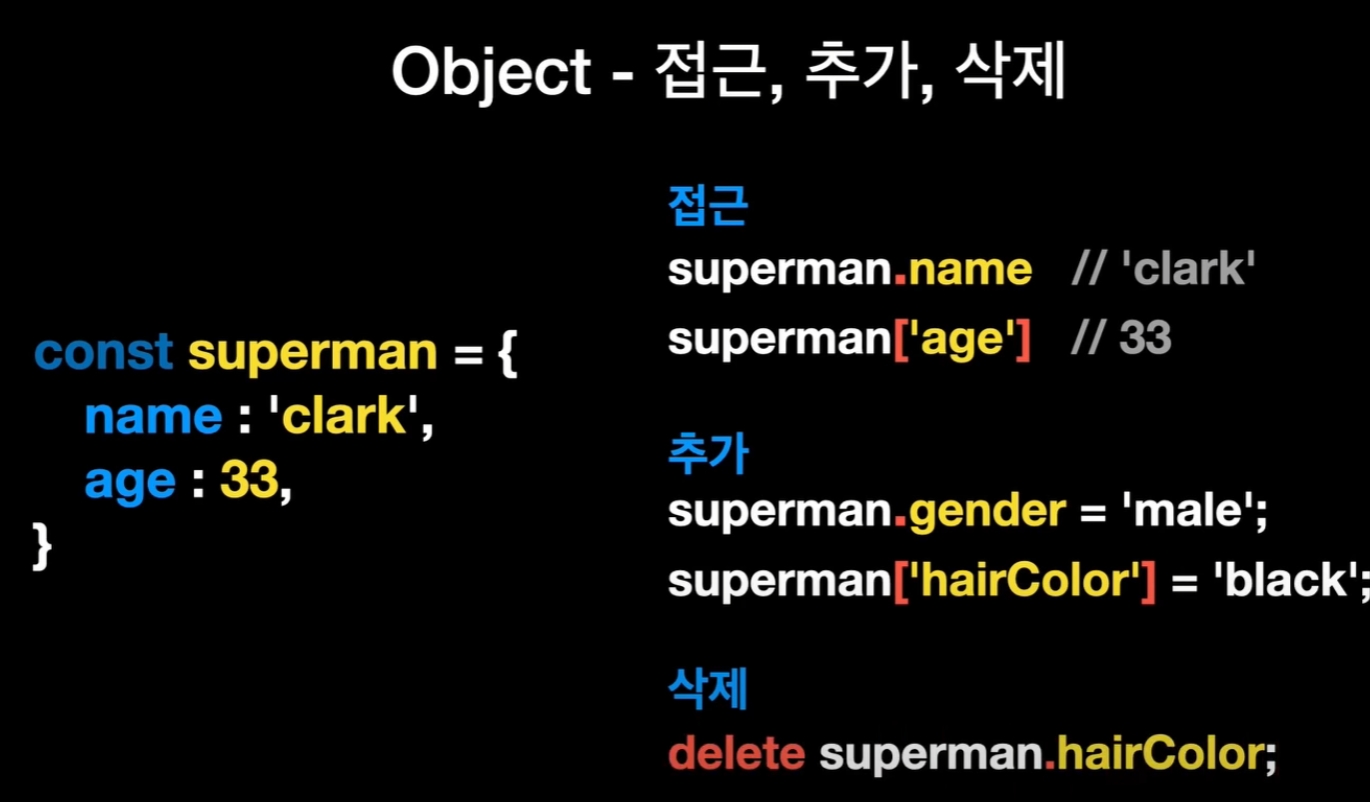 Object - 접근, 추가, 삭제
const superman = {
name : 'clark',
age : 33,
}
접근
superman.name // 'clark'
superman['age'] // 33
추가
superman.gender = 'male';
superman['hairColor'] = 'black';
삭제
delete superman.hairColor;